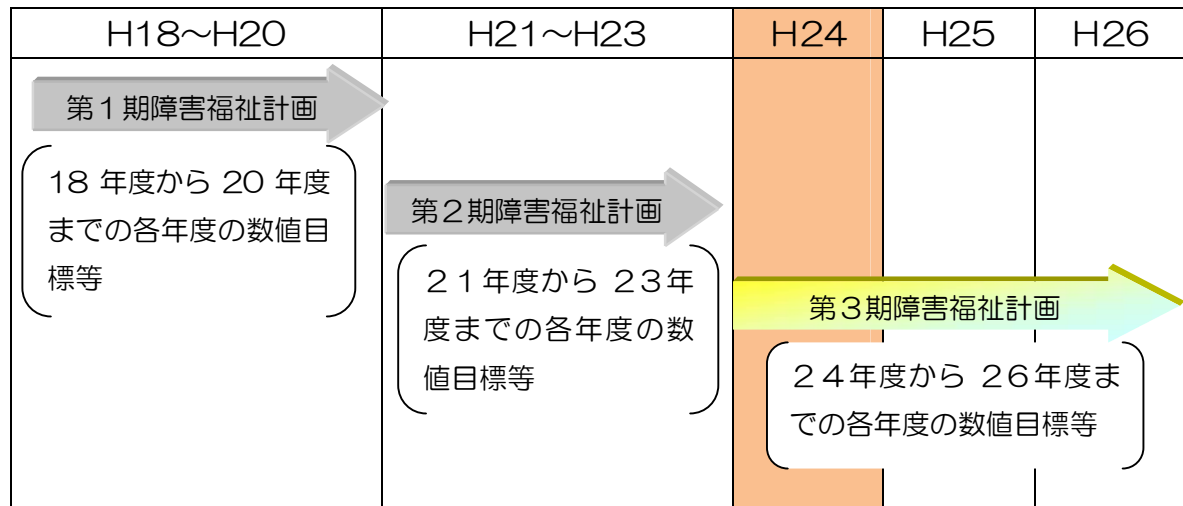 H18～H20
H21～H23
H24
H25
H26
第１期障害福祉計画
18 年度から 20 年度
までの各年度の数値目
標等
第２期障害福祉計画
２１年度から ２３年
度までの各年度の数
値目標等
第３期障害福祉計画
２４年度から ２６年度ま
での各年度の数値目標等